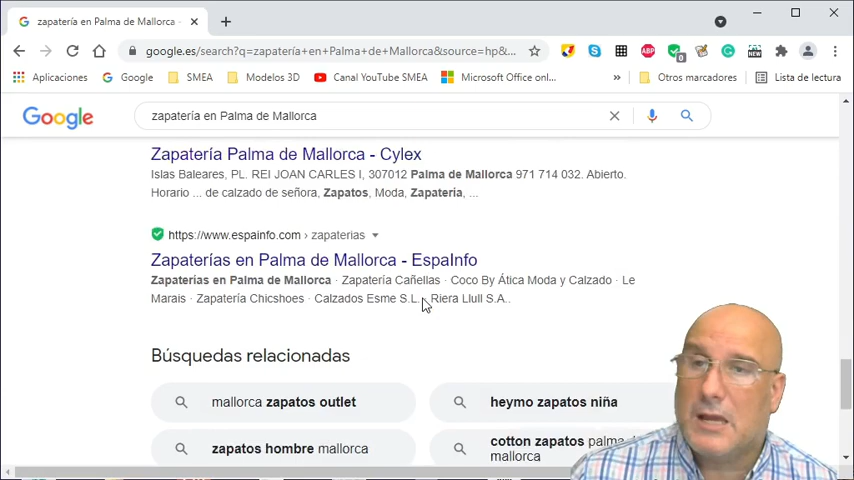 zapatería en Palma de Mallorca -
google.es/search?q=zapatería+en+Palma+de+Mallorca&source=hp&...
ABP
0
NEW
Aplicaciones
Google
SMEA
Modelos 3D
Canal YouTube SMEA
Microsoft Office onl...
»
Otros marcadores
Lista de lectura
Google
zapatería en Palma de Mallorca
Zapatería Palma de Mallorca - Cylex
Islas Baleares, PL. REI JOAN CARLES I, 307012 Palma de Mallorca 971 714 032. Abierto.
Horario ... de calzado de señora, Zapatos, Moda, Zapatería, ...
https://www.espainfo.com › zapaterias
Zapaterías en Palma de Mallorca - EspaInfo
Zapaterías en Palma de Mallorca · Zapatería Cañellas · Coco By Ática Moda y Calzado · Le
Marais · Zapatería Chicshoes · Calzados Esme S.L. · Riera Llull S.A..
Búsquedas relacionadas
mallorca zapatos outlet
heymo zapatos niña
zapatos hombre mallorca
cotton zapatos palma
mallorca